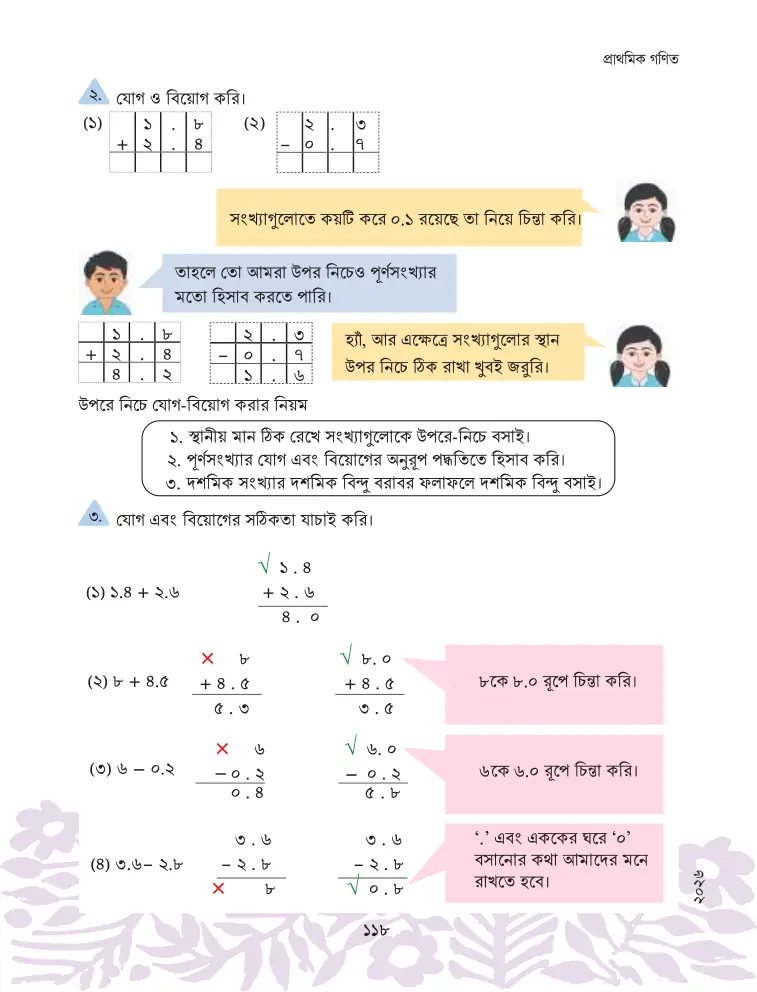 প্রাথমিক গণিত
২. যোগ ও বিয়োগ করি।
(১) ১ . ৮ (২) ২ . ৩
+ ২ . ৪ – ০ . ৭
সংখ্যাগুলোতে কয়টি করে ০.১ রয়েছে তা নিয়ে চিন্তা করি।
তাহলে তো আমরা উপর নিচেও পূর্ণসংখ্যার
মতো হিসাব করতে পারি।
১ . ৮ ২ . ৩
+ ২ . ৪ – ০ . ৭
৪ . ২ ১ . ৬
হ্যাঁ, আর এক্ষেত্রে সংখ্যাগুলোর স্থান
উপর নিচে ঠিক রাখা খুবই জরুরি।
উপরে নিচে যোগ-বিয়োগ করার নিয়ম
১. স্থানীয় মান ঠিক রেখে সংখ্যাগুলোকে উপরে-নিচে বসাই।
২. পূর্ণসংখ্যার যোগ এবং বিয়োগের অনুরূপ পদ্ধতিতে হিসাব করি।
৩. দশমিক সংখ্যার দশমিক বিন্দু বরাবর ফলাফলে দশমিক বিন্দু বসাই।
৩. যোগ এবং বিয়োগের সঠিকতা যাচাই করি।
√ ১ . ৪
(১) ১.৪ + ২.৬ + ২ . ৬
৪ . ০
× ৮ √ ৮. ০
(২) ৮ + ৪.৫ + ৪ . ৫ + ৪ . ৫ ৮কে ৮.০ রূপে চিন্তা করি।
৫ . ৩ ৩ . ৫
× ৬ √ ৬. ০
(৩) ৬ – ০.২ – ০ . ২ – ০ . ২ ৬কে ৬.০ রূপে চিন্তা করি।
০ . ৪ ৫ . ৮
৩ . ৬ ৩ . ৬
(৪) ৩.৬– ২.৮ – ২ . ৮ – ২ . ৮
× ৮ √ ০ . ৮
‘.’ এবং এককের ঘরে ‘০’
বসানোর কথা আমাদের মনে
রাখতে হবে।
২০২৬
১১৮